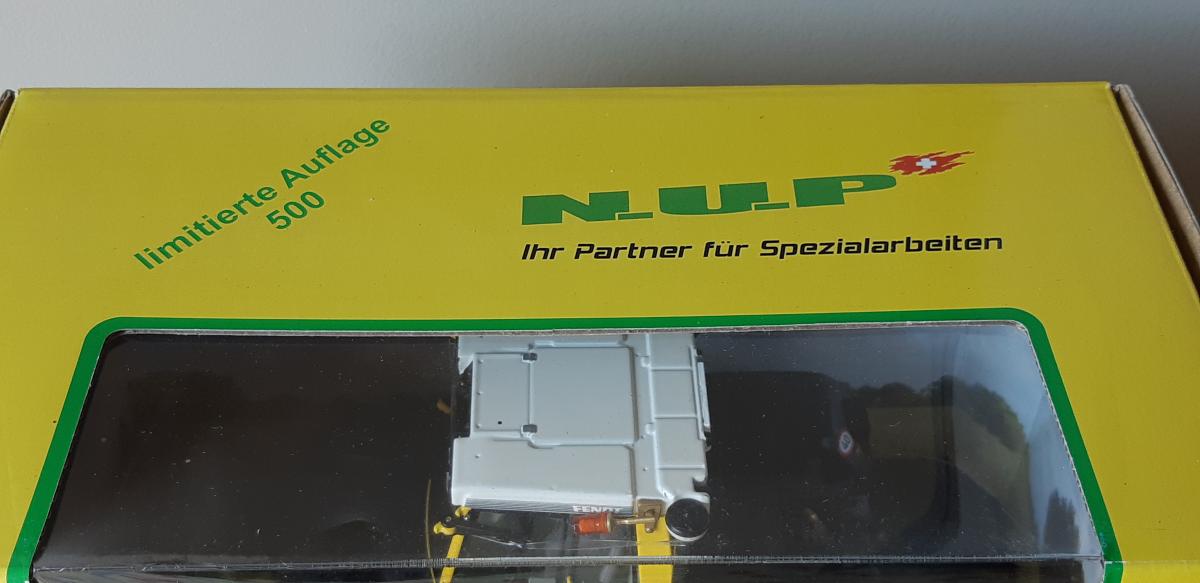 limitierte Auflage
500
N.U.P
Ihr Partner für Spezialarbeiten
FENDT